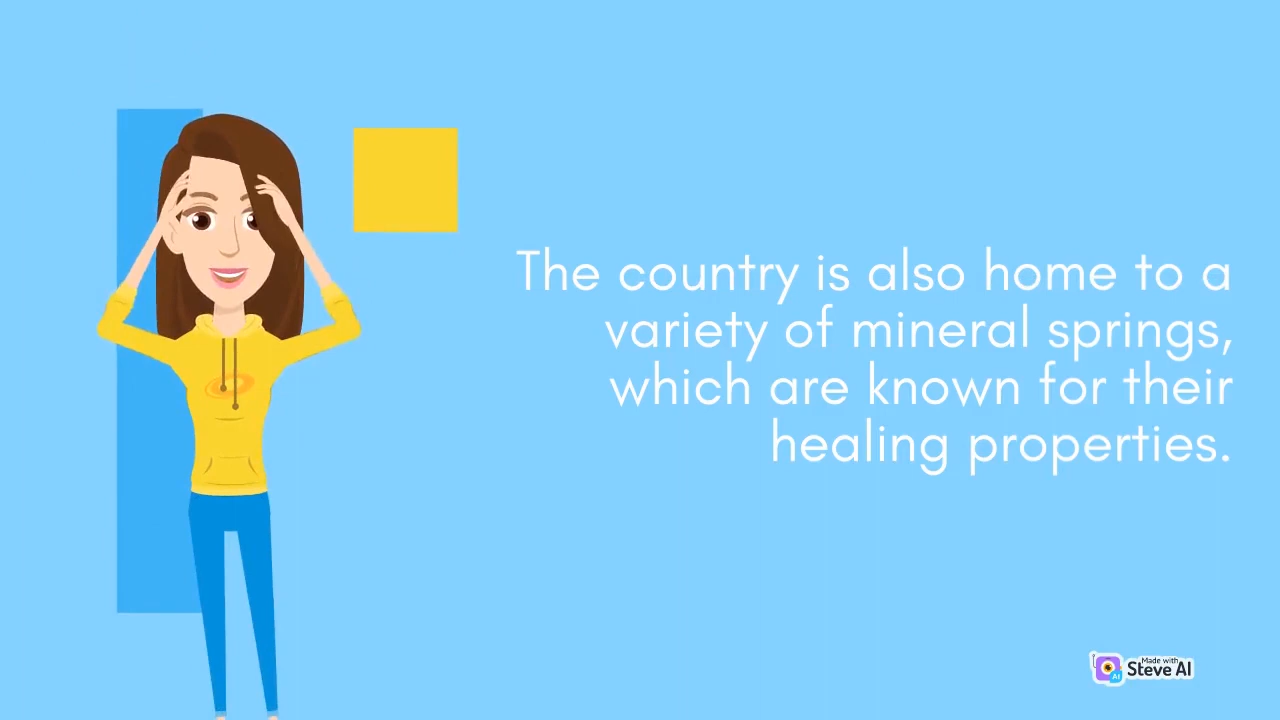 The country is also home to a
variety of mineral springs,
which are known for their
healing properties.
Made with
Steve AI
AI